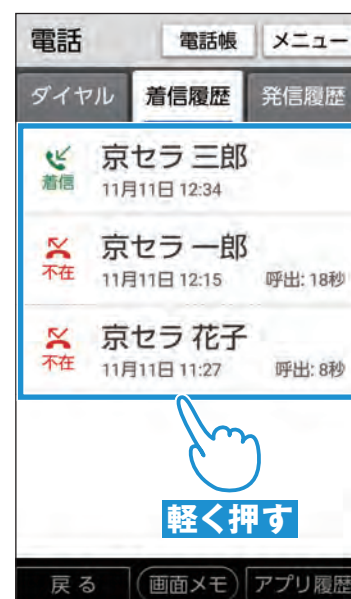 電話 電話帳 メニュー
ダイヤル 着信履歴 発信履歴
京セラ 三郎
着信 11月11日 12:34
京セラ 一郎
不在 11月11日 12:15 呼出: 18秒
京セラ 花子
不在 11月11日 11:27 呼出: 8秒
軽く押す
戻る 画面メモ アプリ履歴